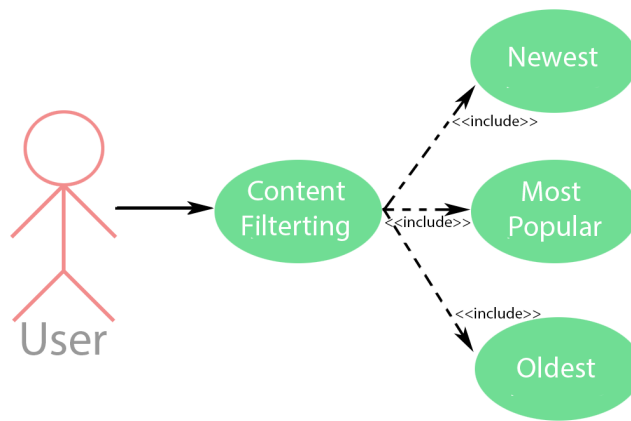 Newest
<<include>>
Content
Filterting
Most
Popular
<<include>>
<<include>>
User
Oldest